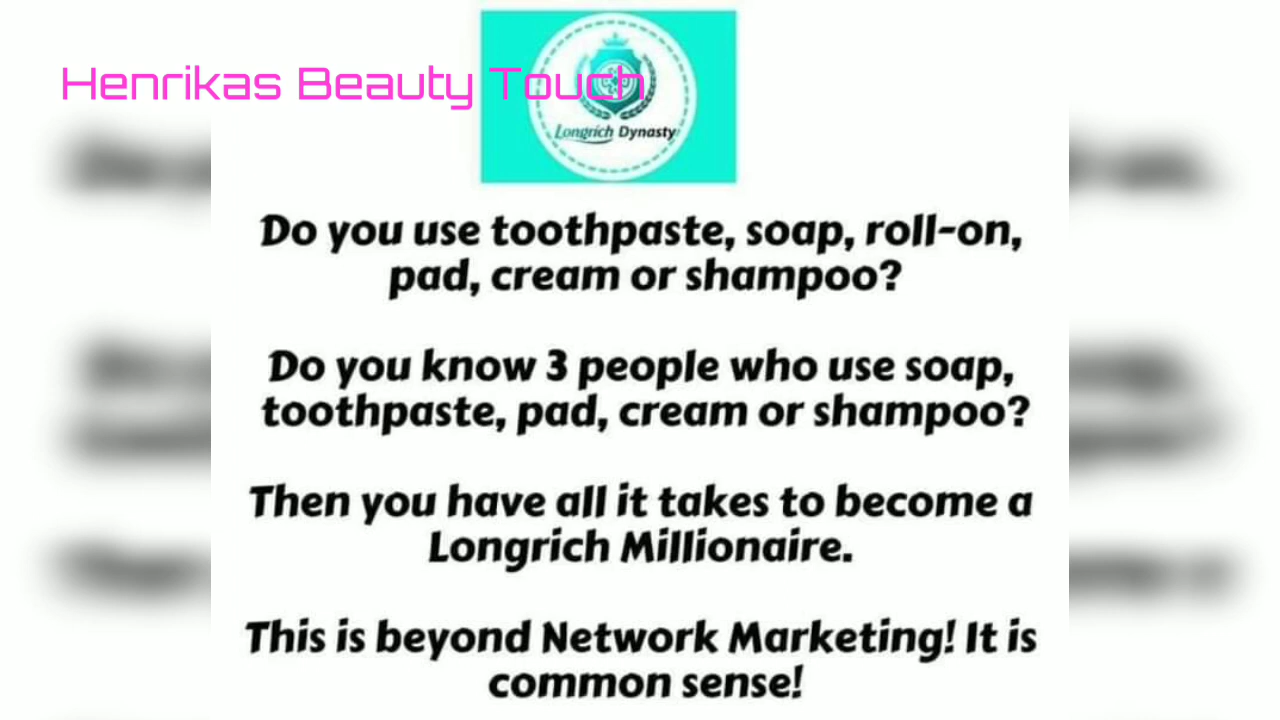 Henrikas Beauty Touch
Longrich Dynasty
Do you use toothpaste, soap, roll-on,
pad, cream or shampoo?
Do you know 3 people who use soap,
toothpaste, pad, cream or shampoo?
Then you have all it takes to become a
Longrich Millionaire.
This is beyond Network Marketing! It is
common sense!